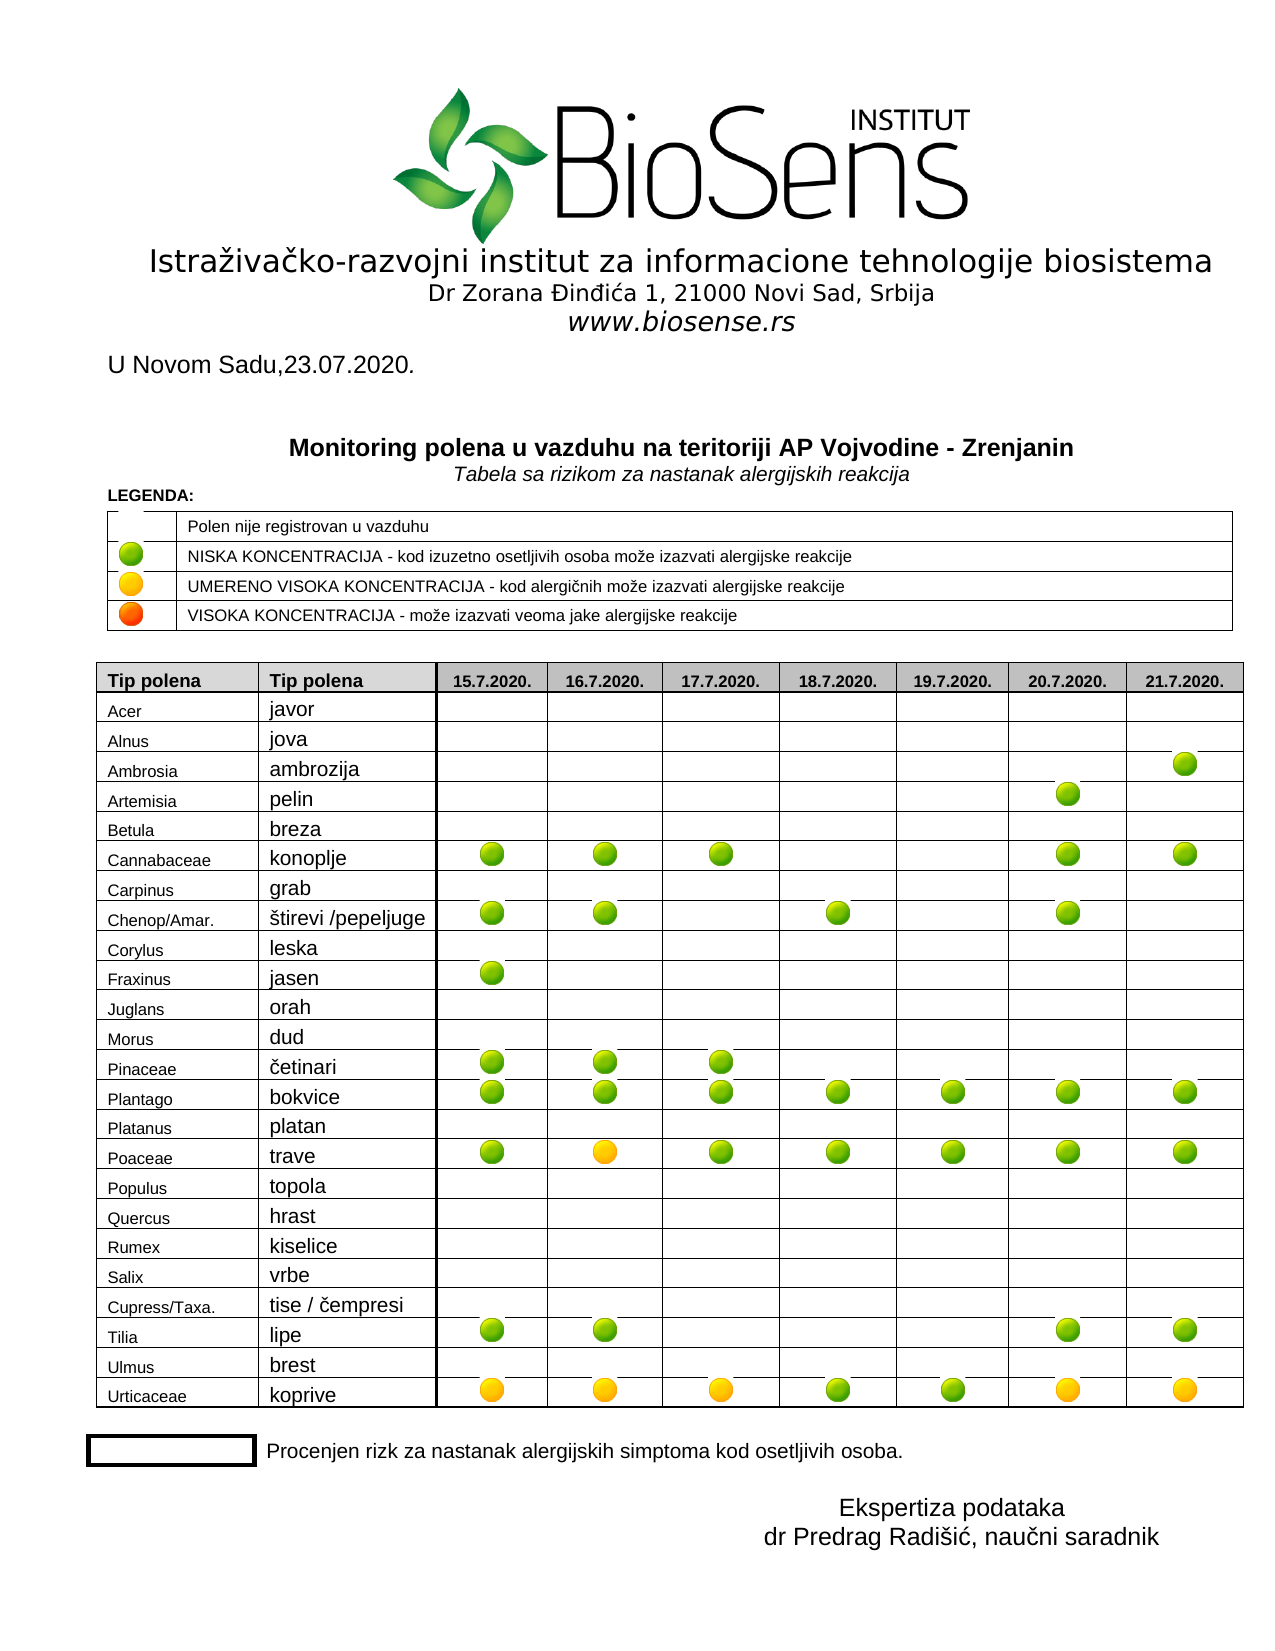 BioSens INSTITUT
Istraživačko-razvojni institut za informacione tehnologije biosistema
Dr Zorana Đinđića 1, 21000 Novi Sad, Srbija
www.biosense.rs
U Novom Sadu,23.07.2020.
Monitoring polena u vazduhu na teritoriji AP Vojvodine - Zrenjanin
Tabela sa rizikom za nastanak alergijskih reakcija
LEGENDA:
Polen nije registrovan u vazduhu
NISKA KONCENTRACIJA - kod izuzetno osetljivih osoba može izazvati alergijske reakcije
UMERENO VISOKA KONCENTRACIJA - kod alergičnih može izazvati alergijske reakcije
VISOKA KONCENTRACIJA - može izazvati veoma jake alergijske reakcije
Tip polena Tip polena 15.7.2020. 16.7.2020. 17.7.2020. 18.7.2020. 19.7.2020. 20.7.2020. 21.7.2020.
Acer javor
Alnus jova
Ambrosia ambrozija
Artemisia pelin
Betula breza
Cannabaceae konoplje
Carpinus grab
Chenop/Amar. štirevi /pepeljuge
Corylus leska
Fraxinus jasen
Juglans orah
Morus dud
Pinaceae četinari
Plantago bokvice
Platanus platan
Poaceae trave
Populus topola
Quercus hrast
Rumex kiselice
Salix vrbe
Cupress/Taxa. tise / čempresi
Tilia lipe
Ulmus brest
Urticaceae koprive
Procenjen rizk za nastanak alergijskih simptoma kod osetljivih osoba.
Ekspertiza podataka
dr Predrag Radišić, naučni saradnik